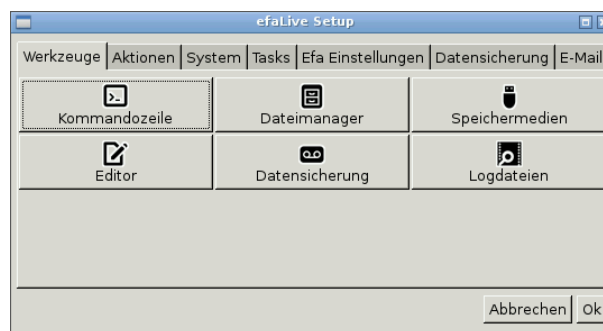 efaLive Setup
Werkzeuge Aktionen System Tasks Efa Einstellungen Datensicherung E-Mail
Kommandozeile Dateimanager Speichermedien
Editor Datensicherung Logdateien
Abbrechen Ok